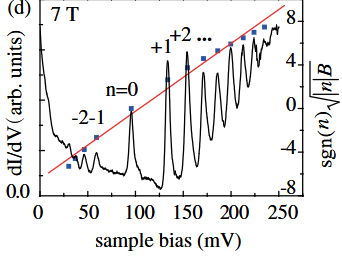 (d)
7 T
8
+2 ...
+1
4
n=0
-2-1
0
-4
0.0
-8
dI/dV (arb. units)
sgn(n)√|n|B
0 50 100 150 200 250
sample bias (mV)